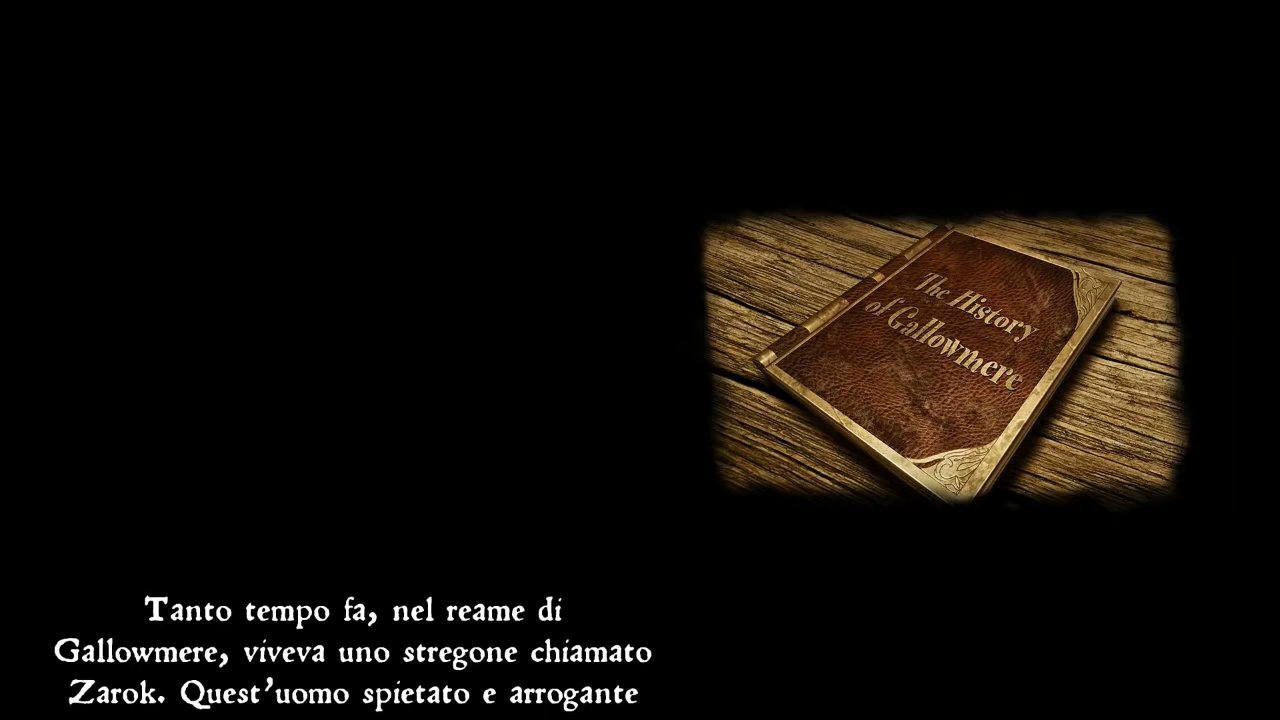 The History
of Gallowmere
Tanto tempo fa, nel reame di
Gallowmere, viveva uno stregone chiamato
Zarok. Quest'uomo spietato e arrogante